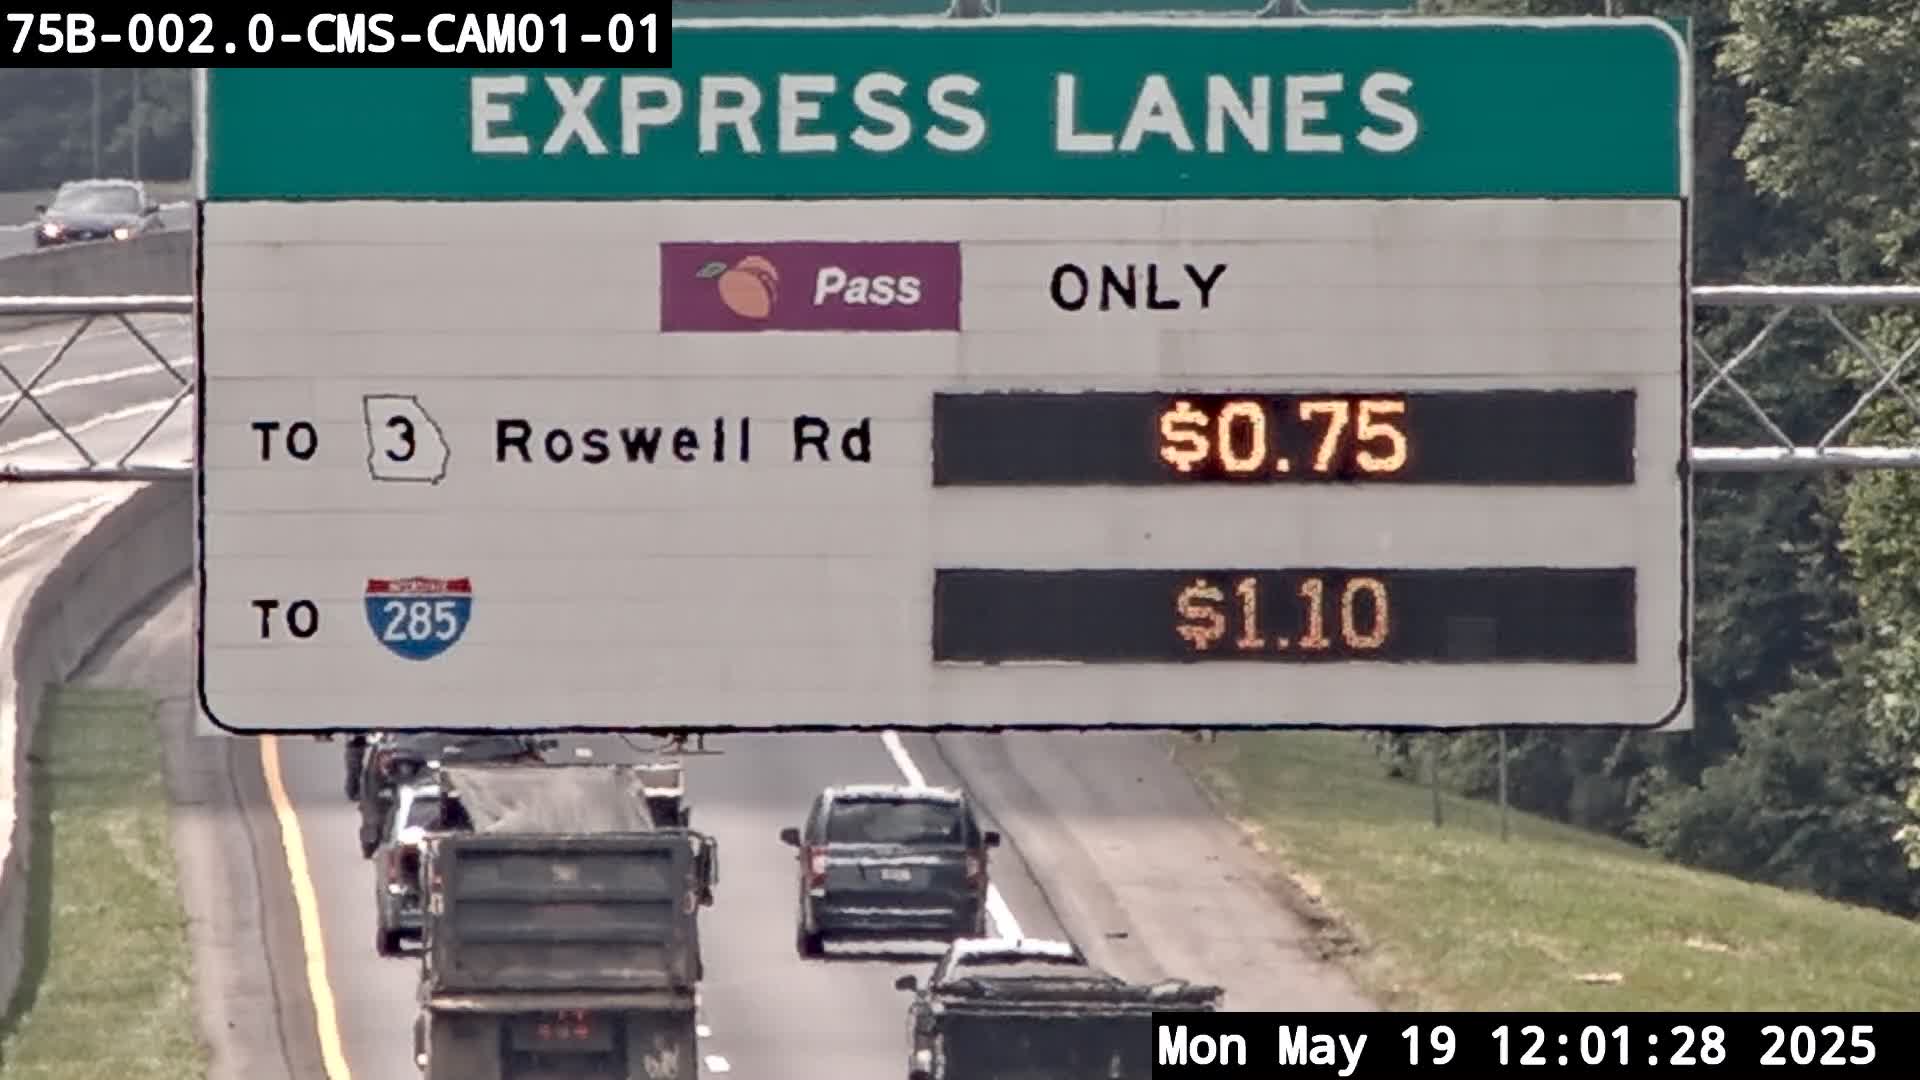 75B-002.0-CMS-CAM01-01
EXPRESS LANES
Pass ONLY
TO 3 Roswell Rd $0.75
INTERSTATE
TO 285 $1.10
Mon May 19 12:01:28 2025